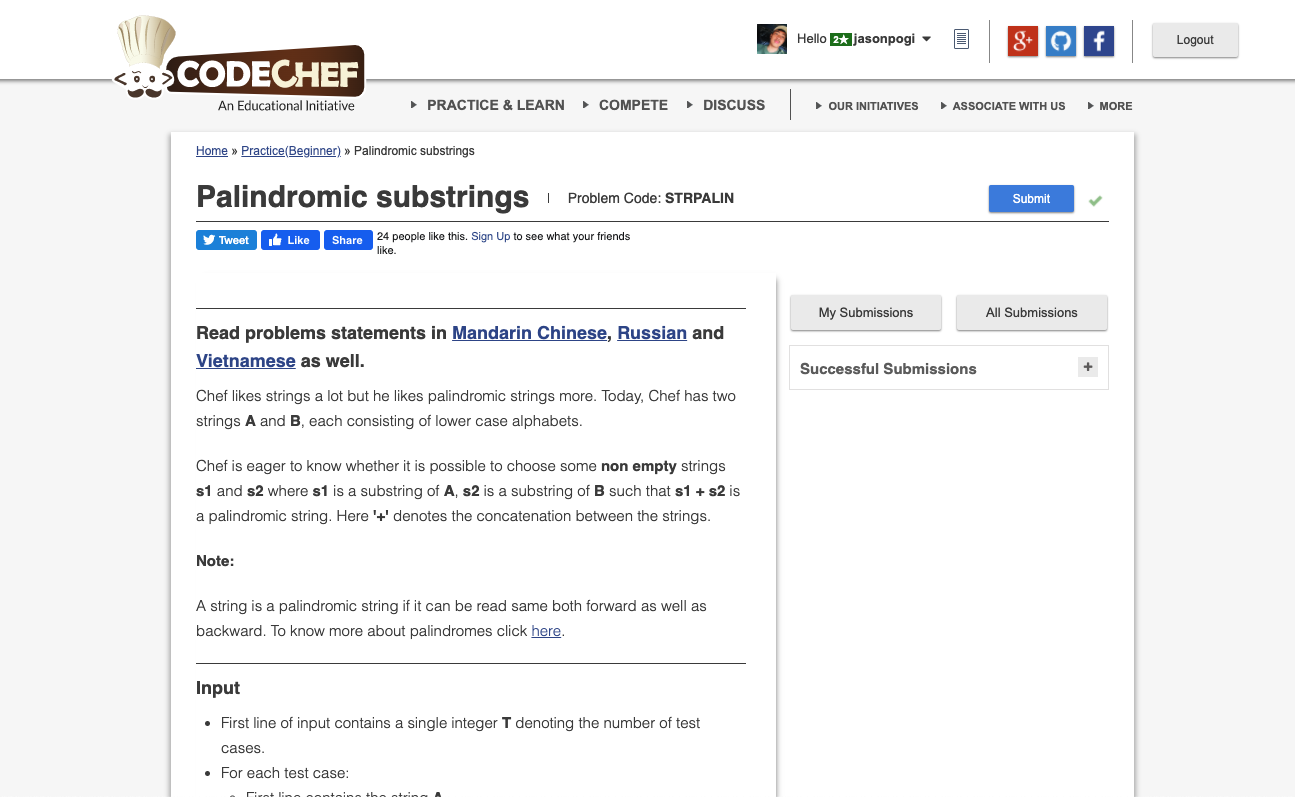 Hello 2★ jasonpogi
Logout
CODECHEF
An Educational Initiative
PRACTICE & LEARN COMPETE DISCUSS OUR INITIATIVES ASSOCIATE WITH US MORE
Home » Practice(Beginner) » Palindromic substrings
Palindromic substrings Problem Code: STRPALIN Submit
Tweet Like Share 24 people like this. Sign Up to see what your friends
like.
My Submissions All Submissions
Successful Submissions +
Read problems statements in Mandarin Chinese, Russian and
Vietnamese as well.
Chef likes strings a lot but he likes palindromic strings more. Today, Chef has two
strings A and B, each consisting of lower case alphabets.
Chef is eager to know whether it is possible to choose some non empty strings
s1 and s2 where s1 is a substring of A, s2 is a substring of B such that s1 + s2 is
a palindromic string. Here '+' denotes the concatenation between the strings.
Note:
A string is a palindromic string if it can be read same both forward as well as
backward. To know more about palindromes click here.
Input
• First line of input contains a single integer T denoting the number of test
cases.
• For each test case:
First line contains the string A